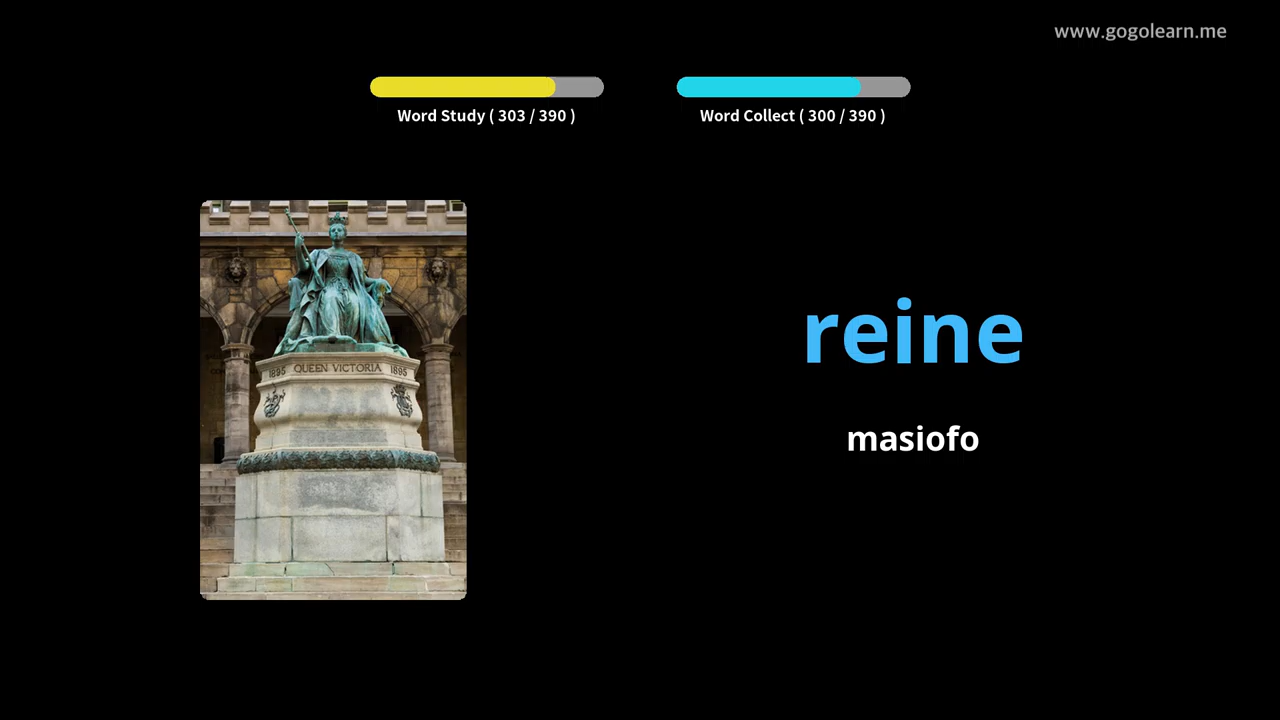 www.gogolearn.me
Word Study ( 303 / 390 )
Word Collect ( 300 / 390 )
1895 QUEEN VICTORIA 1895
reine
masiofo